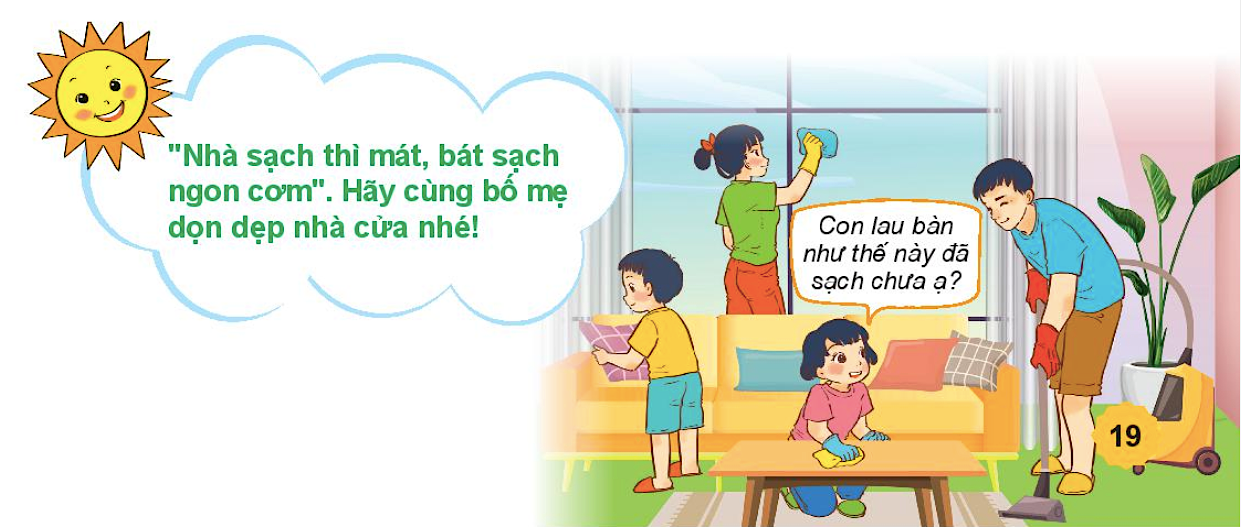 "Nhà sạch thì mát, bát sạch
ngon cơm". Hãy cùng bố mẹ
dọn dẹp nhà cửa nhé!
Con lau bàn
như thế này đã
sạch chưa ạ?
19